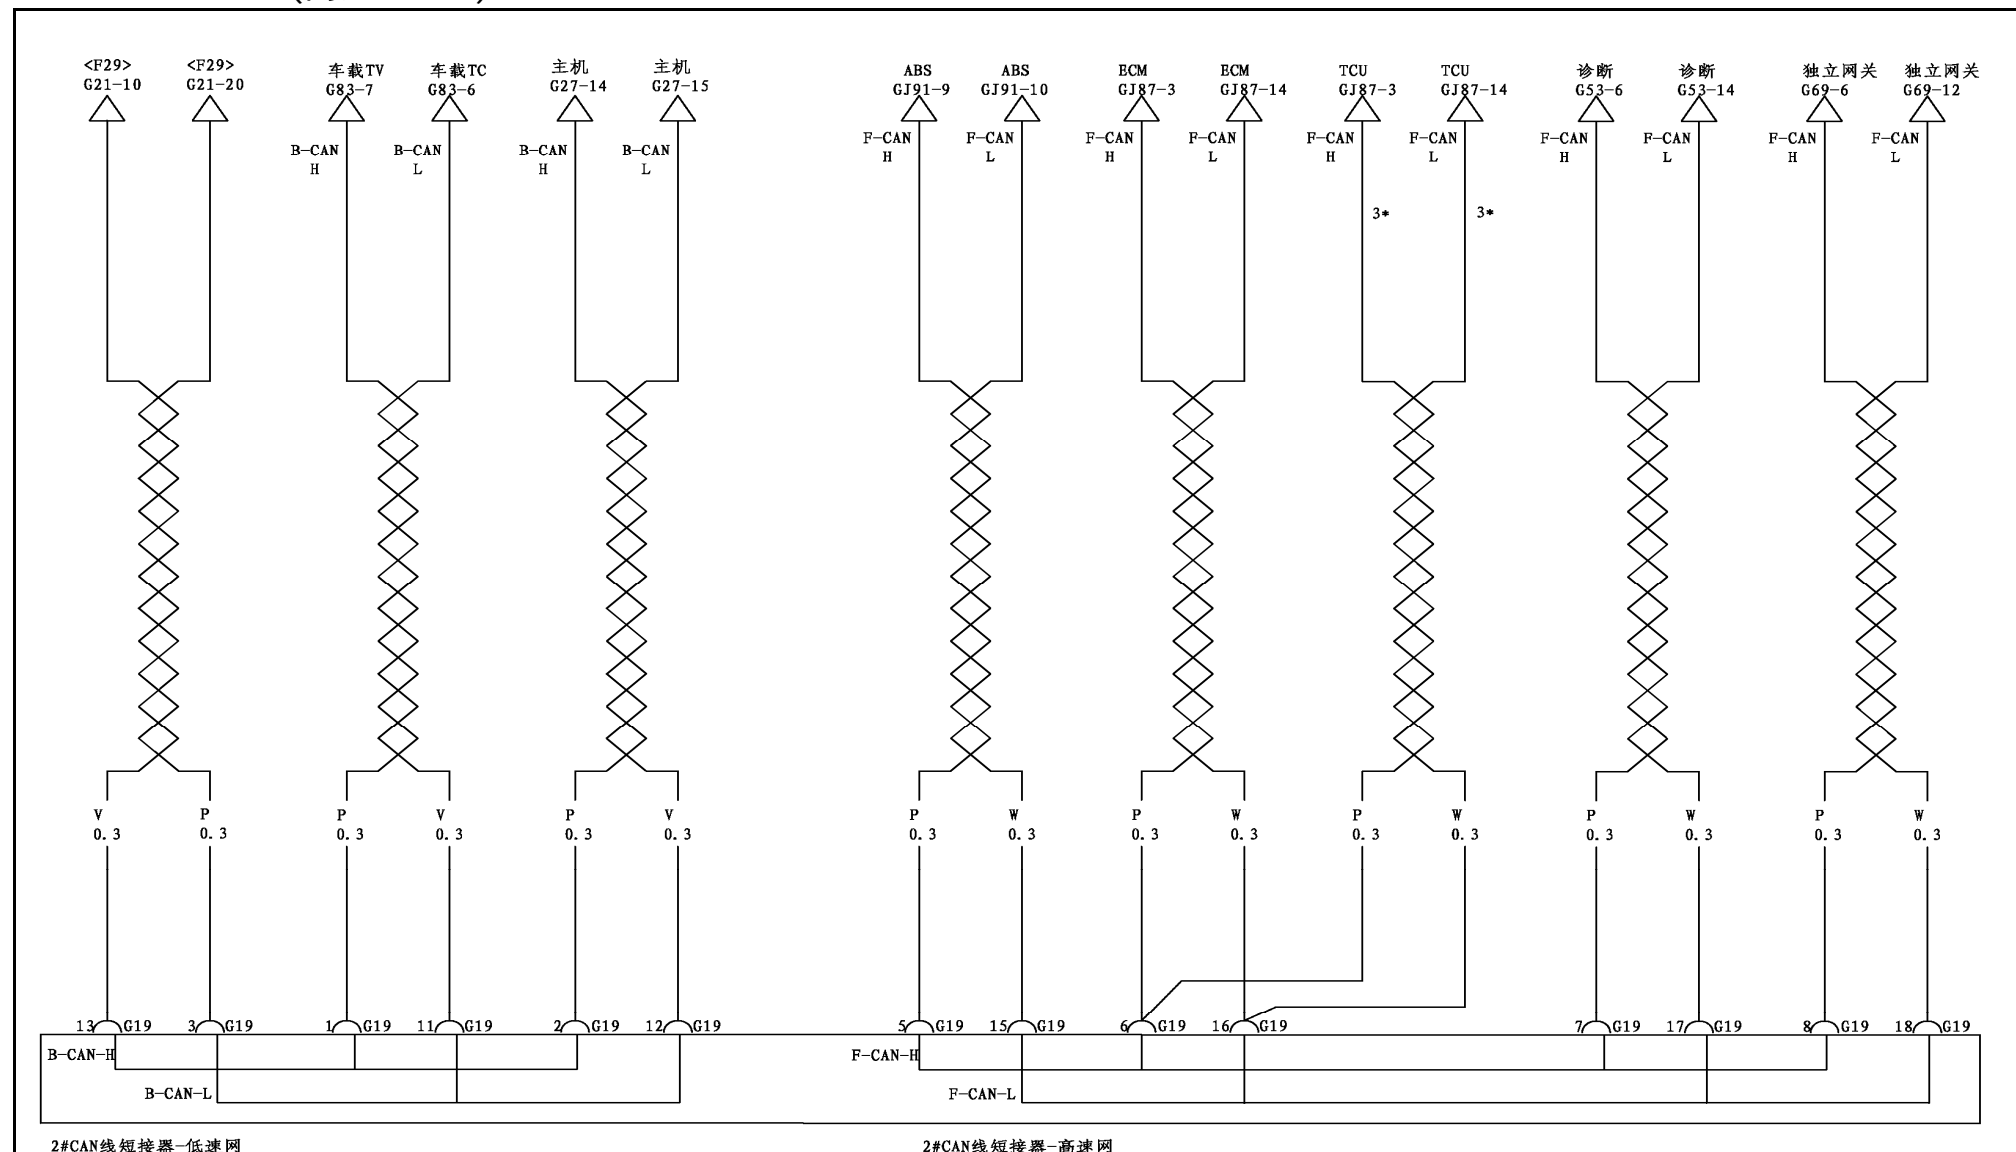 <F29>
G21-10
<F29>
G21-20
车载TV
G83-7
车载TC
G83-6
主机
G27-14
主机
G27-15
ABS
GJ91-9
ABS
GJ91-10
ECM
GJ87-3
ECM
GJ87-14
TCU
GJ87-3
TCU
GJ87-14
诊断
G53-6
诊断
G53-14
独立网关
G69-6
独立网关
G69-12
B-CAN
H
B-CAN
L
B-CAN
H
B-CAN
L
F-CAN
H
F-CAN
L
F-CAN
H
F-CAN
L
F-CAN
H
F-CAN
L
F-CAN
H
F-CAN
L
F-CAN
H
F-CAN
L
3*
3*
V
0.3
P
0.3
P
0.3
V
0.3
P
0.3
V
0.3
P
0.3
W
0.3
P
0.3
W
0.3
P
0.3
W
0.3
P
0.3
W
0.3
P
0.3
W
0.3
13 G19
3 G19
1 G19
11 G19
2 G19
12 G19
5 G19
15 G19
6 G19
16 G19
7 G19
17 G19
8 G19
18 G19
B-CAN-H
F-CAN-H
B-CAN-L
F-CAN-L
2#CAN线短接器-低速网
2#CAN线短接器-高速网